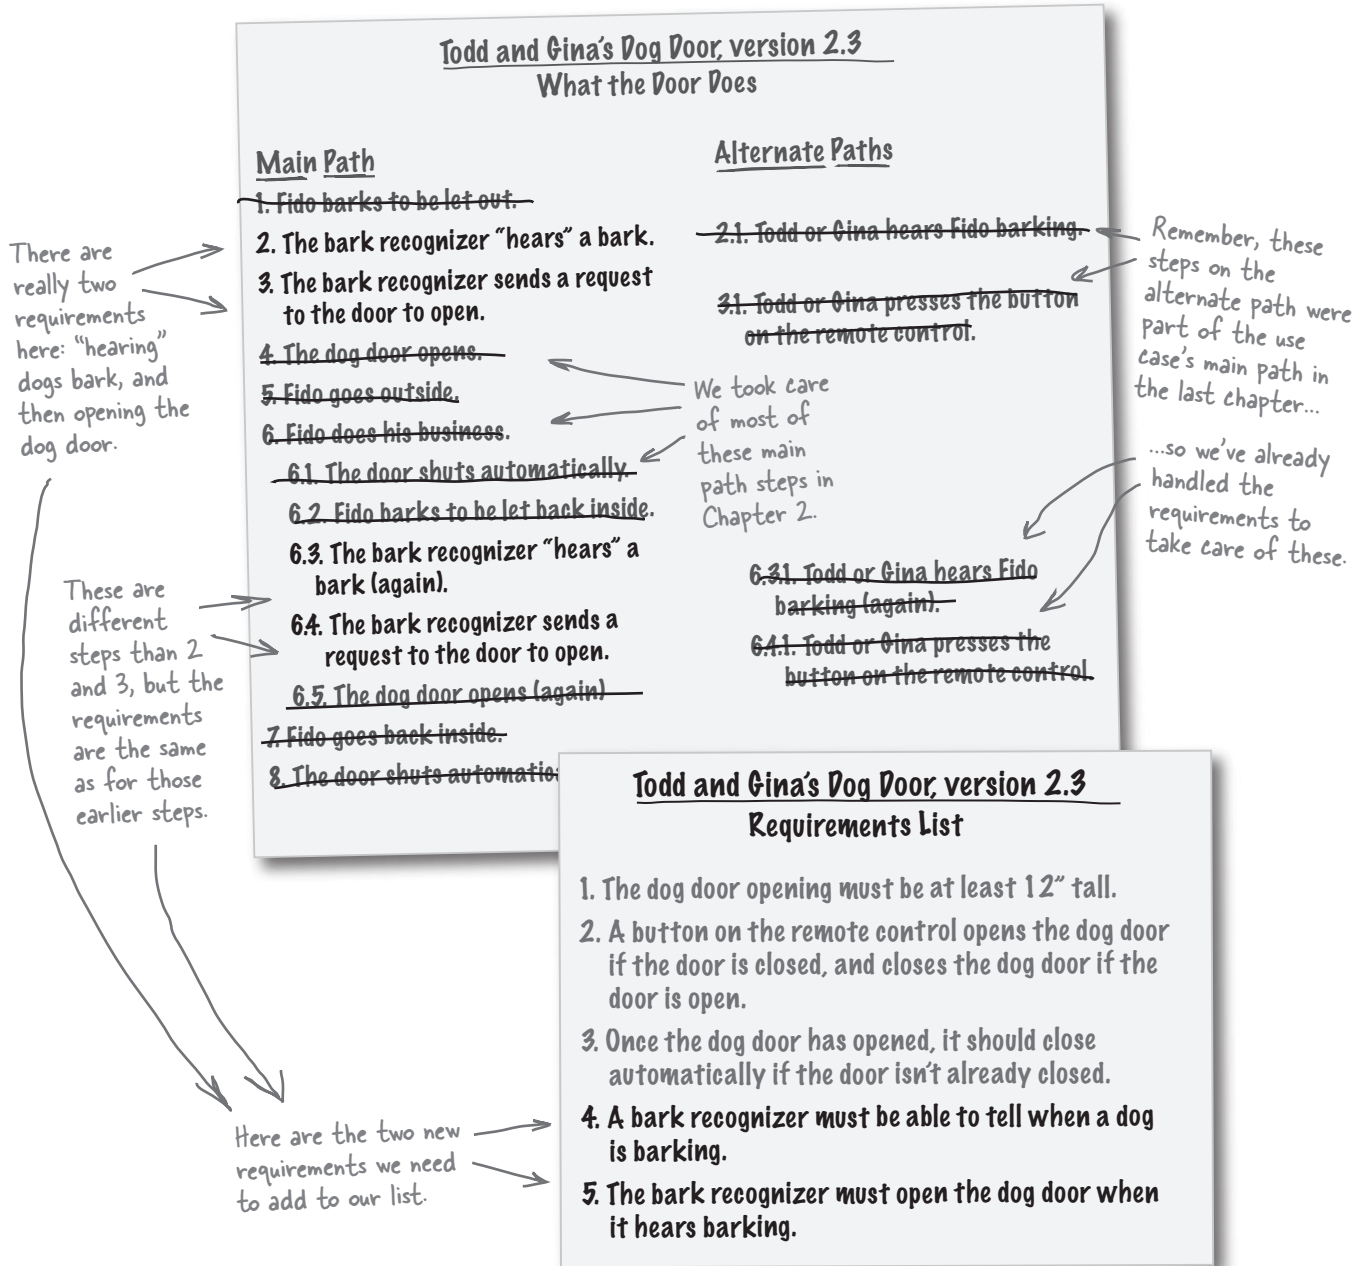 Todd and Gina's Dog Door, version 2.3
What the Door Does
Main Path
1. Fido barks to be let out.
2. The bark recognizer "hears" a bark.
3. The bark recognizer sends a request
to the door to open.
4. The dog door opens.
5. Fido goes outside.
6. Fido does his business.
6.1. The door shuts automatically.
6.2. Fido barks to be let back inside.
6.3. The bark recognizer "hears" a
bark (again).
6.4. The bark recognizer sends a
request to the door to open.
6.5. The dog door opens (again)
7. Fido goes back inside.
8. The door shuts automatic
Alternate Paths
2.1. Todd or Gina hears Fido barking.
3.1. Todd or Gina presses the button
on the remote control.
6.3.1. Todd or Gina hears Fido
barking (again).
6.4.1. Todd or Gina presses the
button on the remote control.
There are
really two
requirements
here: "hearing"
dogs bark, and
then opening the
dog door.
These are
different
steps than 2
and 3, but the
requirements
are the same
as for those
earlier steps.
We took care
of most of
these main
path steps in
Chapter 2.
Remember, these
steps on the
alternate path were
part of the use
case's main path in
the last chapter...
...so we've already
handled the
requirements to
take care of these.
Todd and Gina's Dog Door, version 2.3
Requirements List
1. The dog door opening must be at least 12" tall.
2. A button on the remote control opens the dog door
if the door is closed, and closes the dog door if the
door is open.
3. Once the dog door has opened, it should close
automatically if the door isn't already closed.
4. A bark recognizer must be able to tell when a dog
is barking.
5. The bark recognizer must open the dog door when
it hears barking.
Here are the two new
requirements we need
to add to our list.